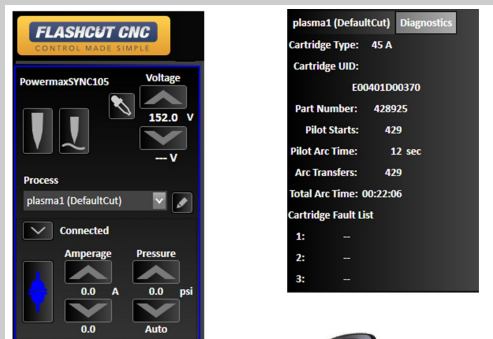 FLASHCUT CNC
CONTROL MADE SIMPLE
PowermaxSYNC105
Voltage
152.0 V
--- V
Process
plasma1 (DefaultCut)
Connected
Amperage Pressure
0.0 A 0.0 psi
0.0 Auto
plasma1 (DefaultCut) Diagnostics
Cartridge Type: 45 A
Cartridge UID:
E00401D00370
Part Number: 428925
Pilot Starts: 429
Pilot Arc Time: 12 sec
Arc Transfers: 429
Total Arc Time: 00:22:06
Cartridge Fault List
1: --
2: --
3: --